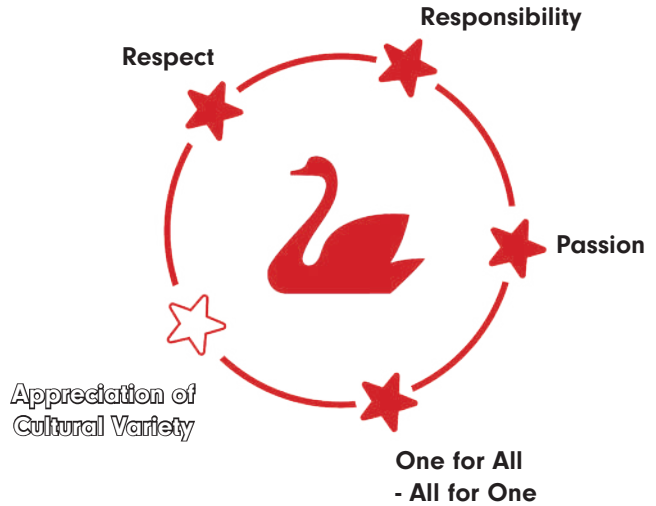 Responsibility
Respect
Passion
Appreciation of
Cultural Variety
One for All
- All for One